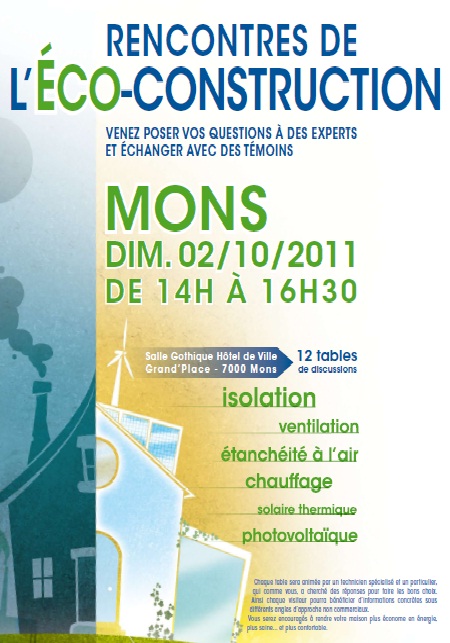 RENCONTRES DE
L'ÉCO-CONSTRUCTION
VENEZ POSER VOS QUESTIONS À DES EXPERTS
ET ÉCHANGER AVEC DES TÉMOINS
MONS
DIM. 02/10/2011
DE 14H À 16H30
Salle Gothique Hôtel de Ville
Grand'Place - 7000 Mons
12 tables
de discussions
isolation
ventilation
étanchéité à l'air
chauffage
solaire thermique
photovoltaïque
Chaque table sera animée par un technicien spécialisé et un particulier,
qui comme vous, a cherché des réponses pour faire les bons choix.
Ainsi chaque visiteur pourra bénéficier d'informations concrètes sous
différents angles d'approche non commerciaux.
Vous serez encouragés à rendre votre maison plus économe en énergie,
plus saine... et plus confortable.